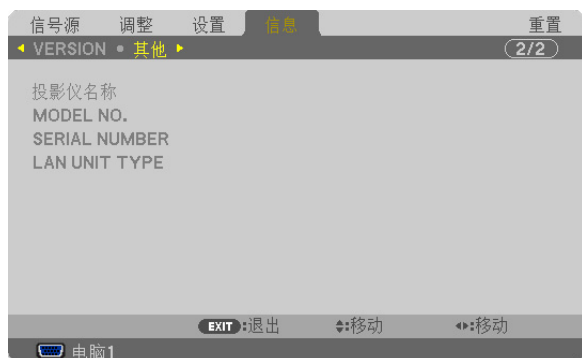 信号源 调整 设置 信息 重置
VERSION ● 其他 2/2
投影仪名称
MODEL NO.
SERIAL NUMBER
LAN UNIT TYPE
EXIT :退出 :移动 :移动
电脑1